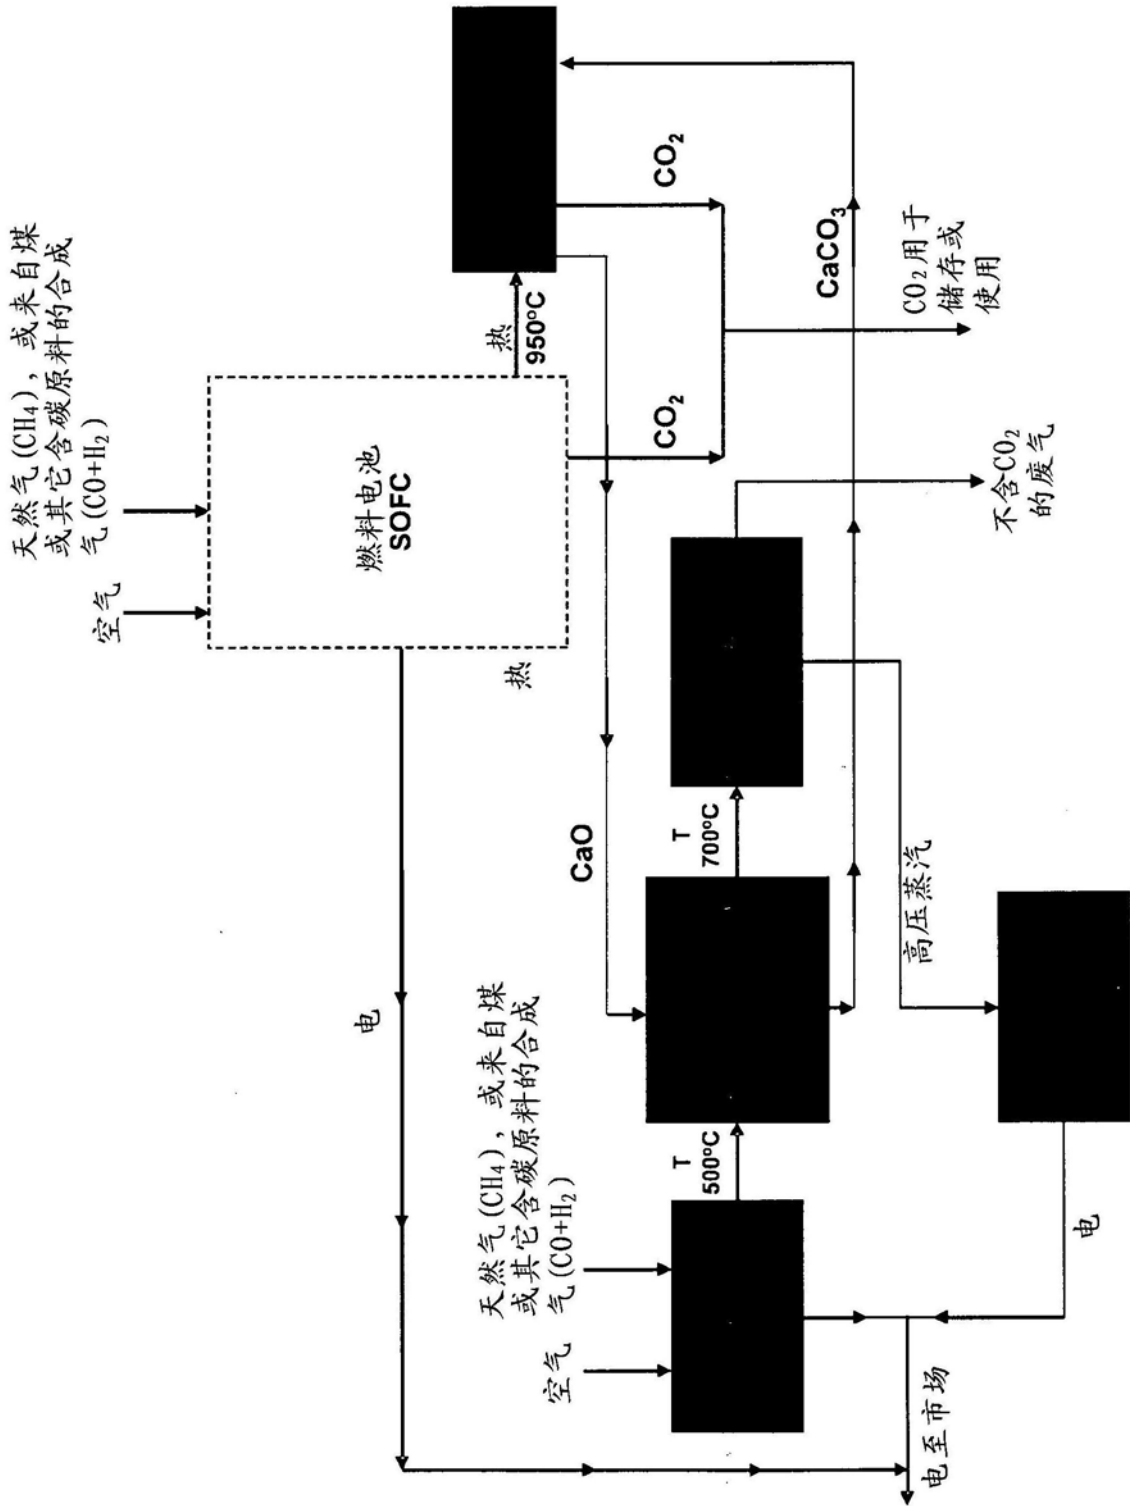 天然气(CH₄)，或来自煤
或其它含碳原料的合成
气(CO+H₂)
空气
燃料电池
SOFC
热
950ºC
热
电
CO₂
CO₂
CaO
天然气(CH₄)，或来自煤
或其它含碳原料的合成
气(CO+H₂)
空气
T
500ºC
T
700ºC
CaCO₃
CO₂用于
储存或
使用
不含CO₂
的废气
高压蒸汽
电
电至市场